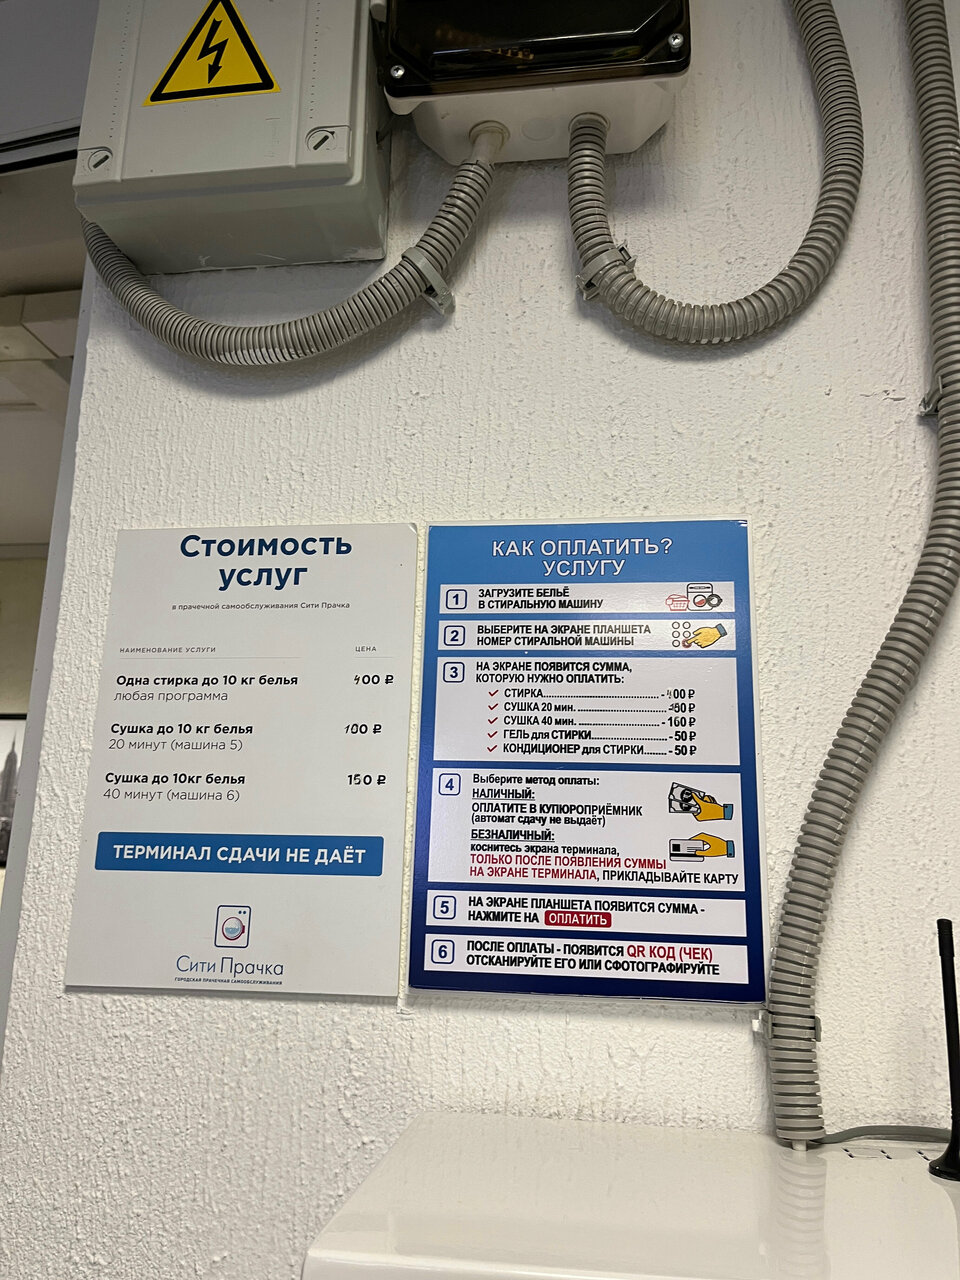 Стоимость
услуг
в прачечной самообслуживания Сити Прачка
НАИМЕНОВАНИЕ УСЛУГИ ЦЕНА
Одна стирка до 10 кг белья 400 ₽
любая программа
Сушка до 10 кг белья 100 ₽
20 минут (машина 5)
Сушка до 10кг белья ₽
40 минут (машина 6)
ТЕРМИНАЛ СДАЧИ НЕ ДАЁТ
Сити Прачка
ГОРОДСКАЯ ПРАЧЕЧНАЯ САМООБСЛУЖИВАНИЯ
КАК ОПЛАТИТЬ?
УСЛУГУ
1 ЗАГРУЗИТЕ БЕЛЬЁ
В СТИРАЛЬНУЮ МАШИНУ
2 ВЫБЕРИТЕ НА ЭКРАНЕ ПЛАНШЕТА
НОМЕР СТИРАЛЬНОЙ МАШИНЫ
3 НА ЭКРАНЕ ПОЯВИТСЯ СУММА,
КОТОРУЮ НУЖНО ОПЛАТИТЬ:
СТИРКА.............................- 400 ₽
СУШКА 20 мин. ............................. ₽
СУШКА 40 мин. .............................-160 ₽
ГЕЛЬ для СТИРКИ.........................- 50 ₽
КОНДИЦИОНЕР для СТИРКИ........- 50 ₽
4 Выберите метод оплаты:
НАЛИЧНЫЙ:
ОПЛАТИТЕ В КУПЮРОПРИЁМНИК
(автомат сдачу не выдаёт)
БЕЗНАЛИЧНЫЙ:
коснитесь экрана терминала,
ТОЛЬКО ПОСЛЕ ПОЯВЛЕНИЯ СУММЫ
НА ЭКРАНЕ ТЕРМИНАЛА, ПРИКЛАДЫВАЙТЕ КАРТУ
5 НА ЭКРАНЕ ПЛАНШЕТА ПОЯВИТСЯ СУММА -
НАЖМИТЕ НА ОПЛАТИТЬ
6 ПОСЛЕ ОПЛАТЫ - ПОЯВИТСЯ QR КОД (ЧЕК)
ОТСКАНИРУЙТЕ ЕГО ИЛИ СФОТОГРАФИРУЙТЕ